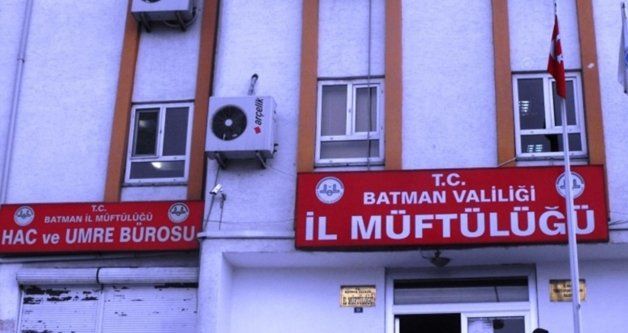 T.C.
BATMAN İL MÜFTÜLÜĞÜ
HAC ve UMRE BÜROSU
arçelik
T.C.
BATMAN VALİLİĞİ
İL MÜFTÜLÜĞÜ